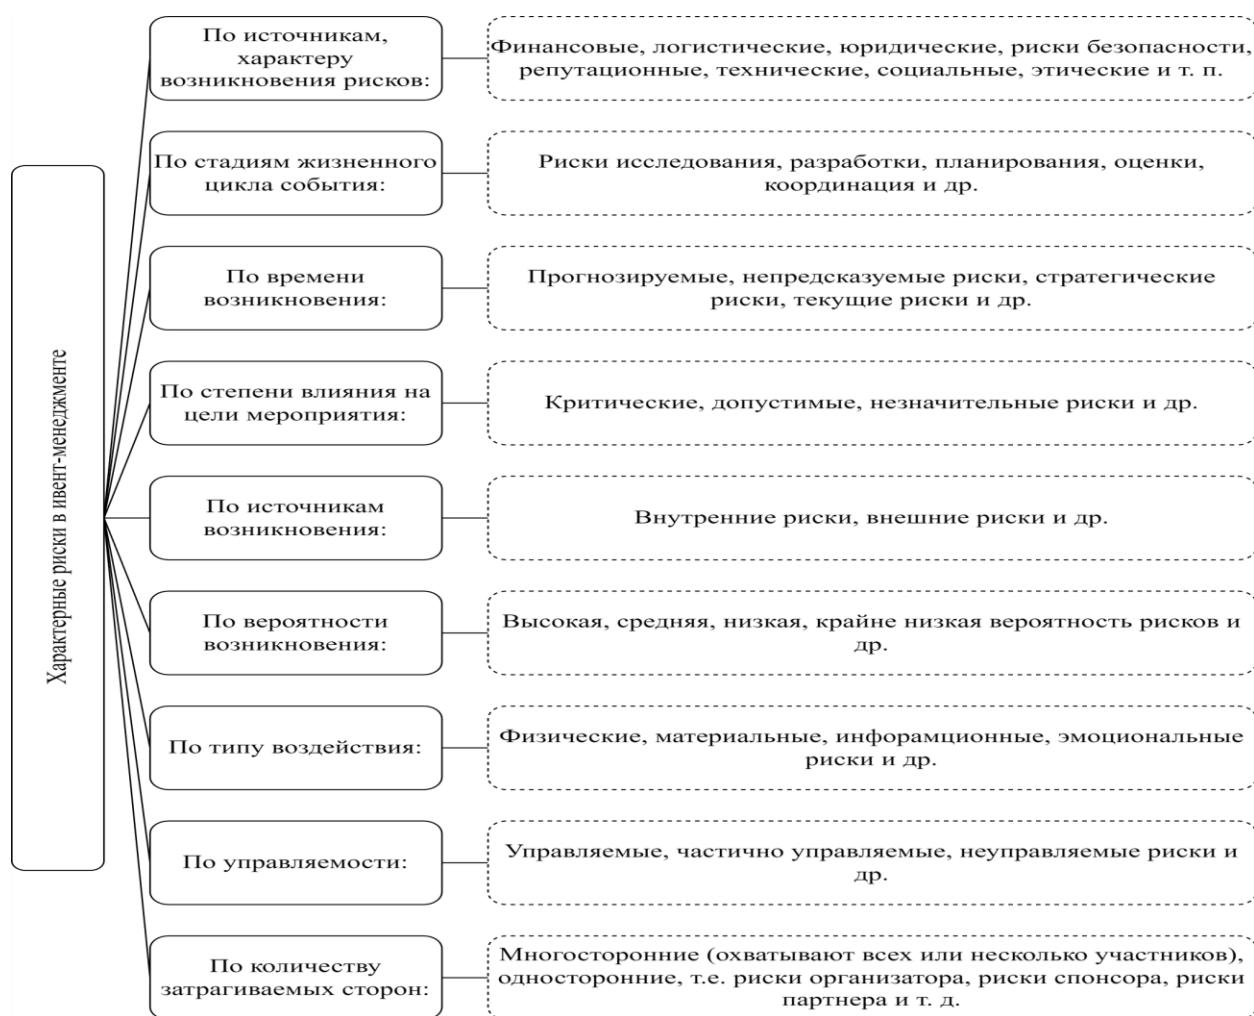 Характерные риски в ивент-менеджменте
По источникам,
характеру
возникновения рисков:
Финансовые, логистические, юридические, риски безопасности,
репутационные, технические, социальные, этические и т. п.
По стадиям жизненного
цикла события:
Риски исследования, разработки, планирования, оценки,
координация и др.
По времени
возникновения:
Прогнозируемые, непредсказуемые риски, стратегические
риски, текущие риски и др.
По степени влияния на
цели мероприятия:
Критические, допустимые, незначительные риски и др.
По источникам
возникновения:
Внутренние риски, внешние риски и др.
По вероятности
возникновения:
Высокая, средняя, низкая, крайне низкая вероятность рисков и
др.
По типу воздействия:
Физические, материальные, инфорамционные, эмоциональные
риски и др.
По управляемости:
Управляемые, частично управляемые, неуправляемые риски и
др.
По количеству
затрагиваемых сторон:
Многосторонние (охватывают всех или несколько участников),
односторонние, т.е. риски организатора, риски спонсора, риски
партнера и т. д.